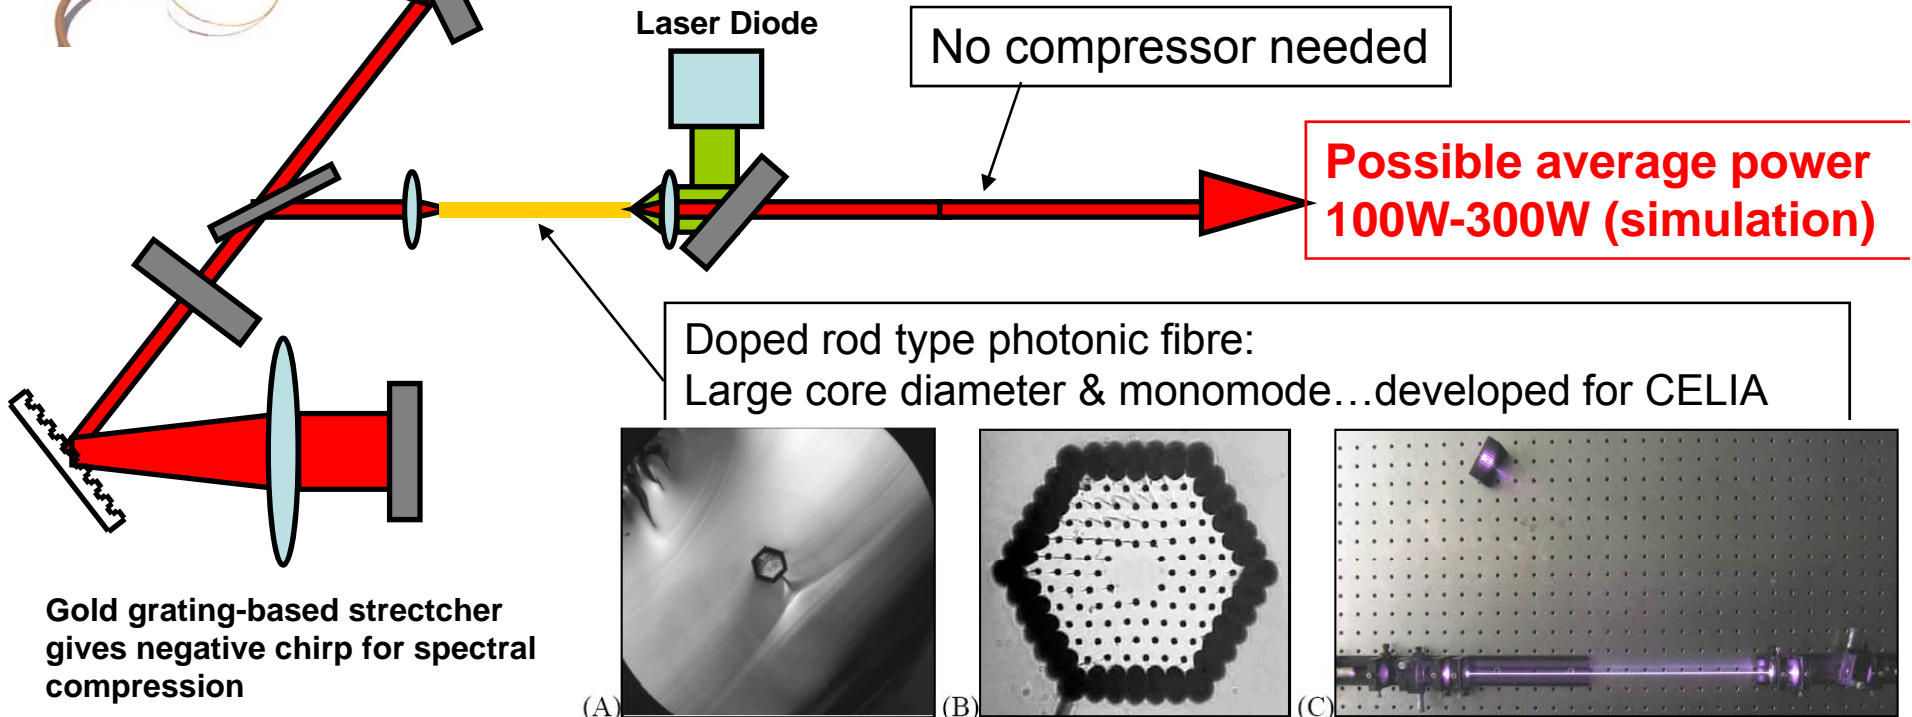 Laser Diode
No compressor needed
Possible average power
100W-300W (simulation)
Doped rod type photonic fibre:
Large core diameter & monomode…developed for CELIA
Gold grating-based strectcher
gives negative chirp for spectral
compression
(A)
(B)
(C)